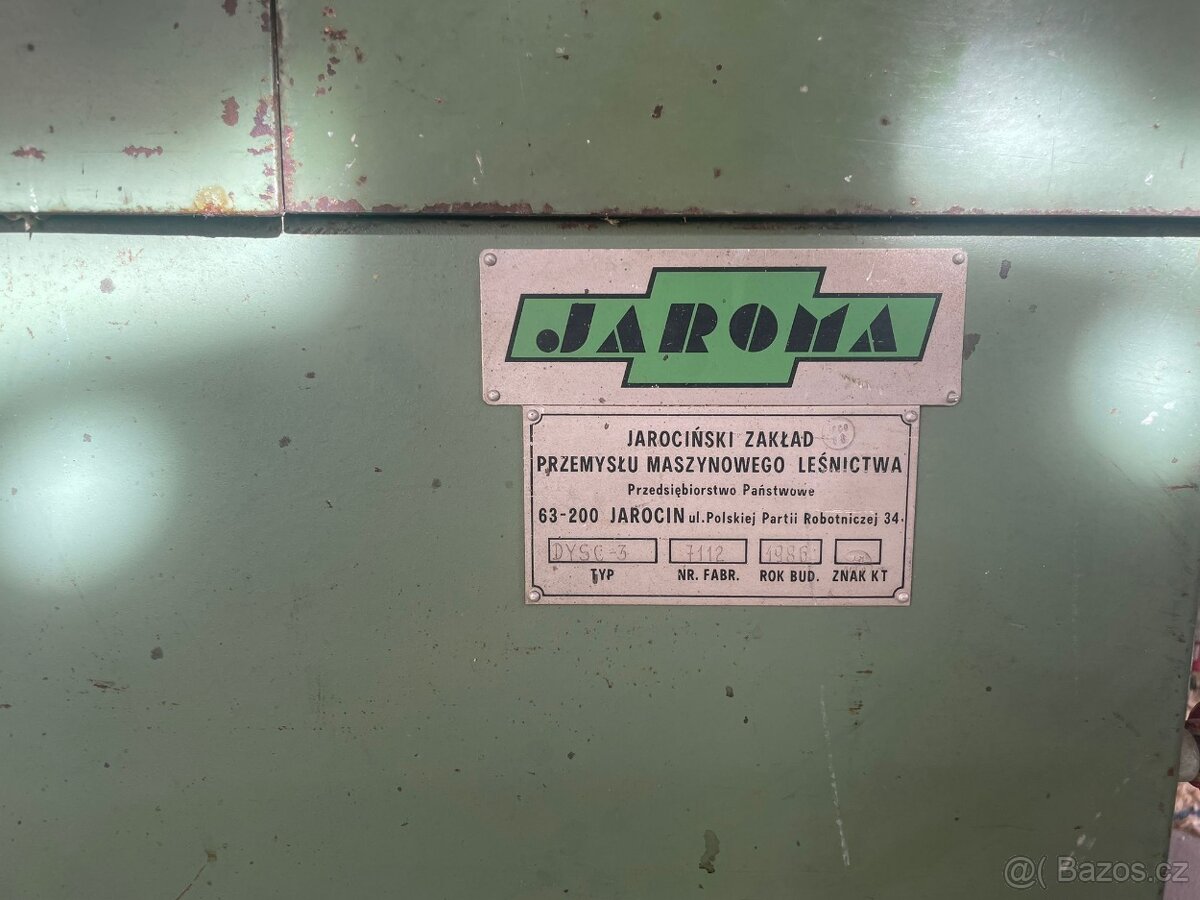 JAROMA
JAROCIŃSKI ZAKŁAD
PRZEMYSŁU MASZYNOWEGO LEŚNICTWA
Przedsiębiorstwo Państwowe
63-200 JAROCIN ul. Polskiej Partii Robotniczej 34
DYSC-3 7112 1986
TYP NR. FABR. ROK BUD. ZNAK KT
@( Bazos.cz